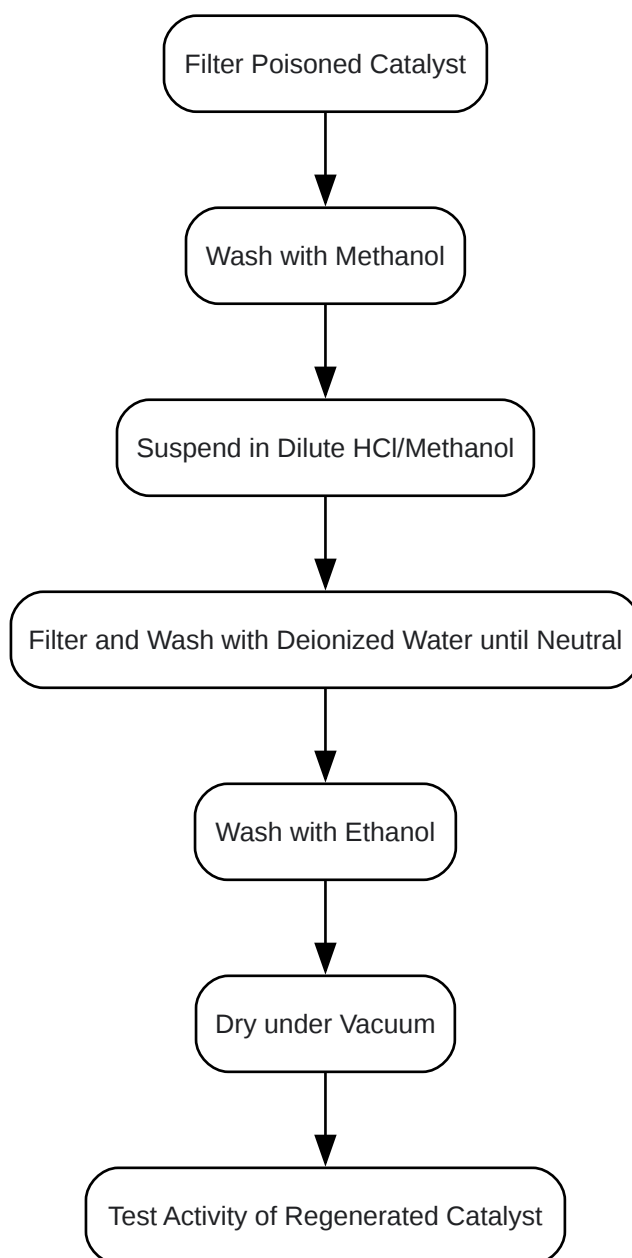 Filter Poisoned Catalyst
Wash with Methanol
Suspend in Dilute HCl/Methanol
Filter and Wash with Deionized Water until Neutral
Wash with Ethanol
Dry under Vacuum
Test Activity of Regenerated Catalyst